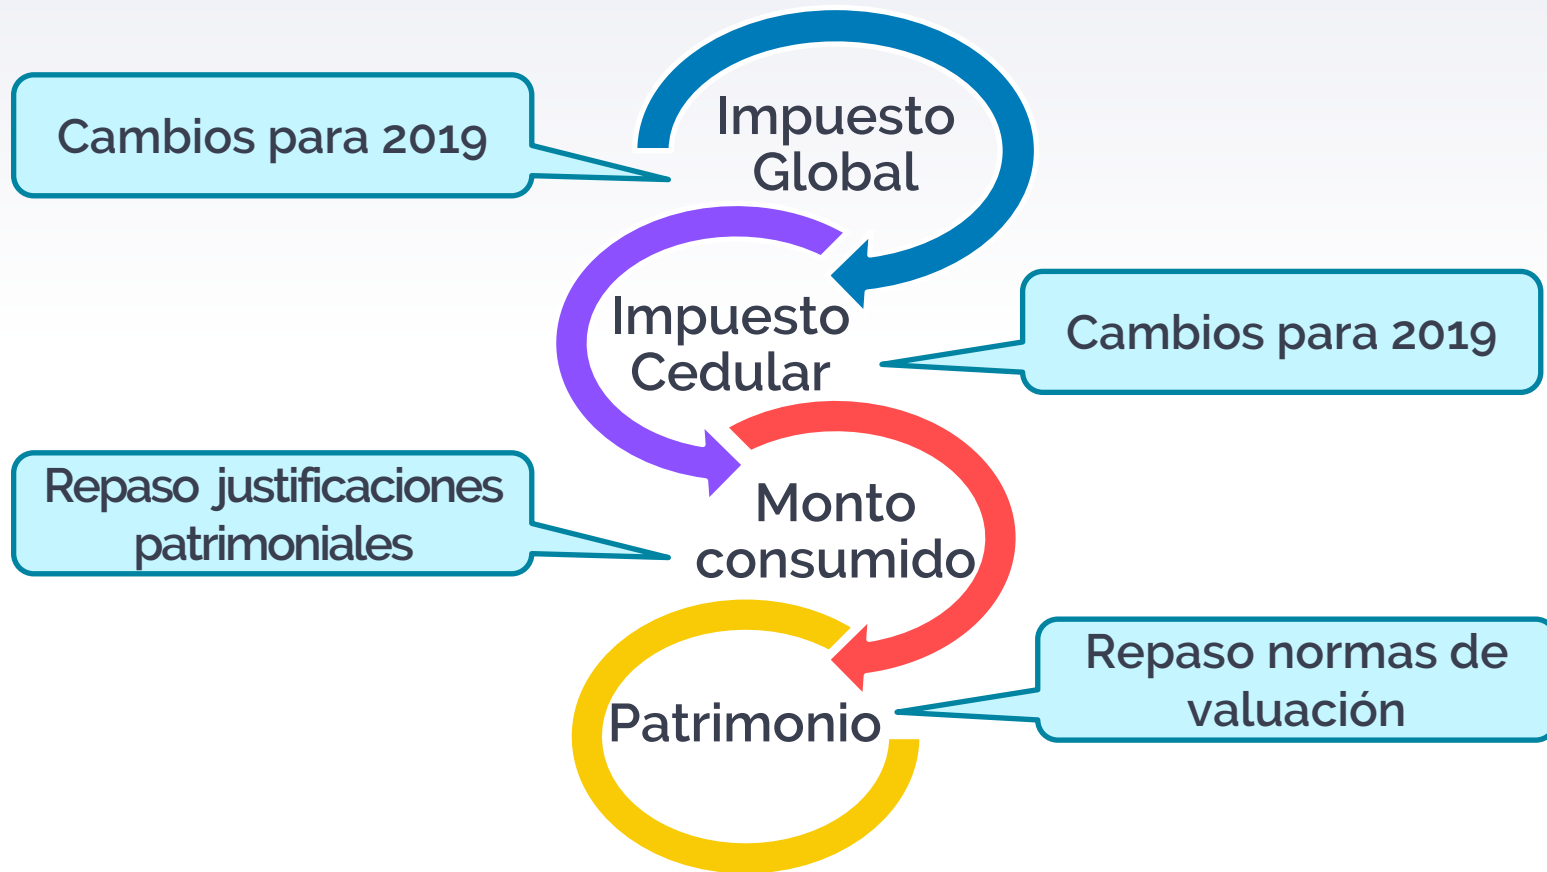 Cambios para 2019
Impuesto
Global
Impuesto
Cedular
Cambios para 2019
Repaso justificaciones
patrimoniales
Monto
consumido
Patrimonio
Repaso normas de
valuación